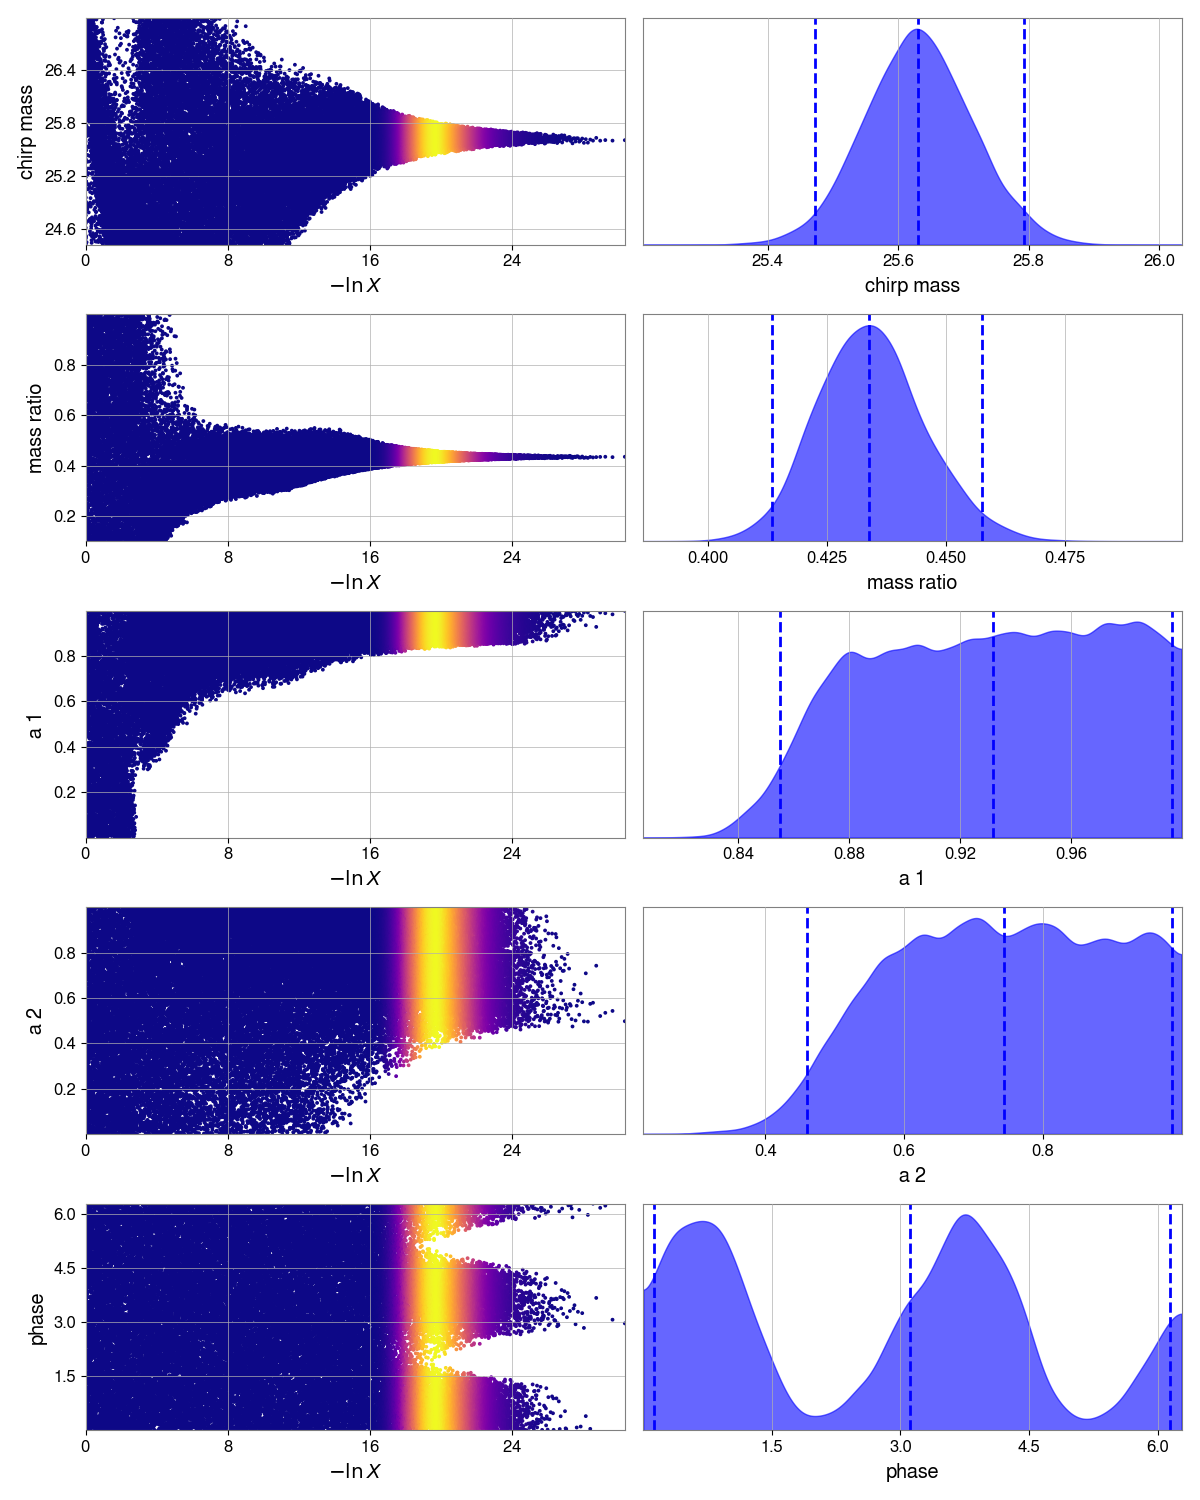 26.4
25.8
25.2
24.6
chirp mass
0 8 16 24
−ln X
25.4 25.6 25.8 26.0
chirp mass
0.8
0.6
0.4
0.2
mass ratio
0 8 16 24
−ln X
0.400 0.425 0.450 0.475
mass ratio
0.8
0.6
0.4
0.2
a 1
0 8 16 24
−ln X
0.84 0.88 0.92 0.96
a 1
0.8
0.6
0.4
0.2
a 2
0 8 16 24
−ln X
0.4 0.6 0.8
a 2
6.0
4.5
3.0
1.5
phase
0 8 16 24
−ln X
1.5 3.0 4.5 6.0
phase